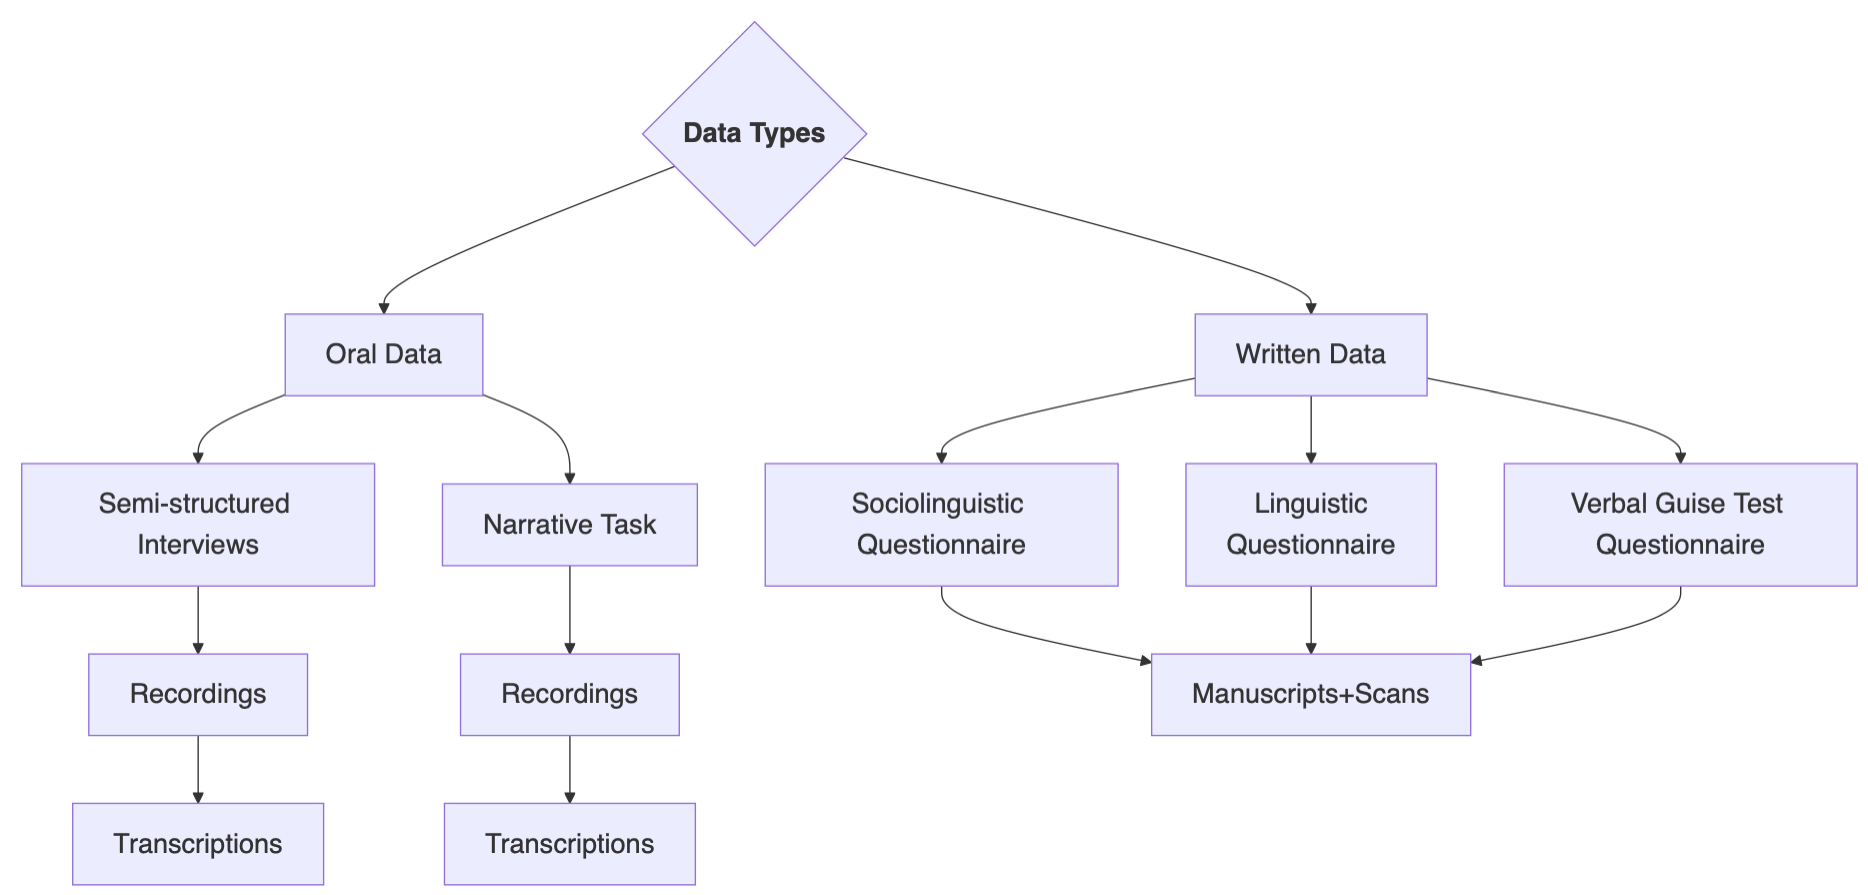 Data Types
Oral Data
Written Data
Semi-structured
Interviews
Narrative Task
Sociolinguistic
Questionnaire
Linguistic
Questionnaire
Verbal Guise Test
Questionnaire
Recordings
Recordings
Manuscripts+Scans
Transcriptions
Transcriptions